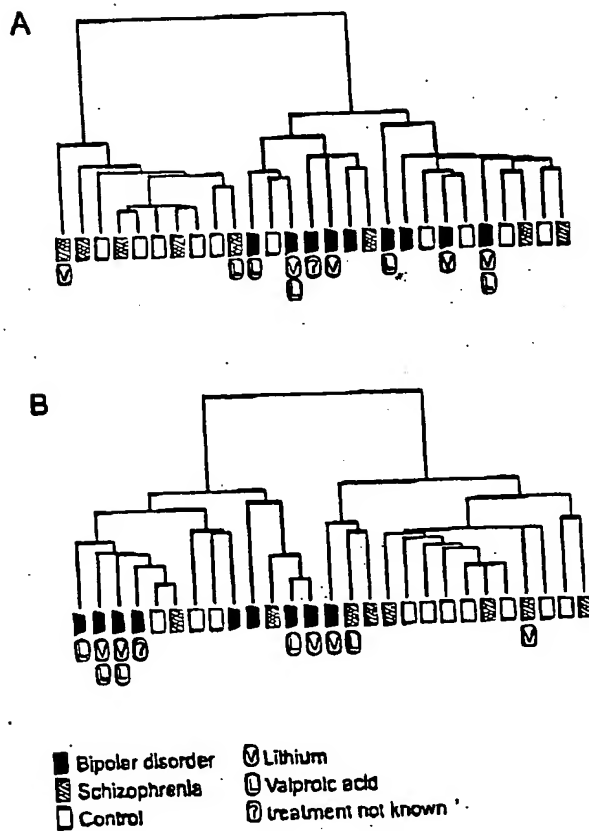 A
V L L V ? V L V V
L L
B
L V V ? L V V L V
L L
Bipolar disorder V Lithium
Schizophrenia L Valproic acid
Control ? treatment not known